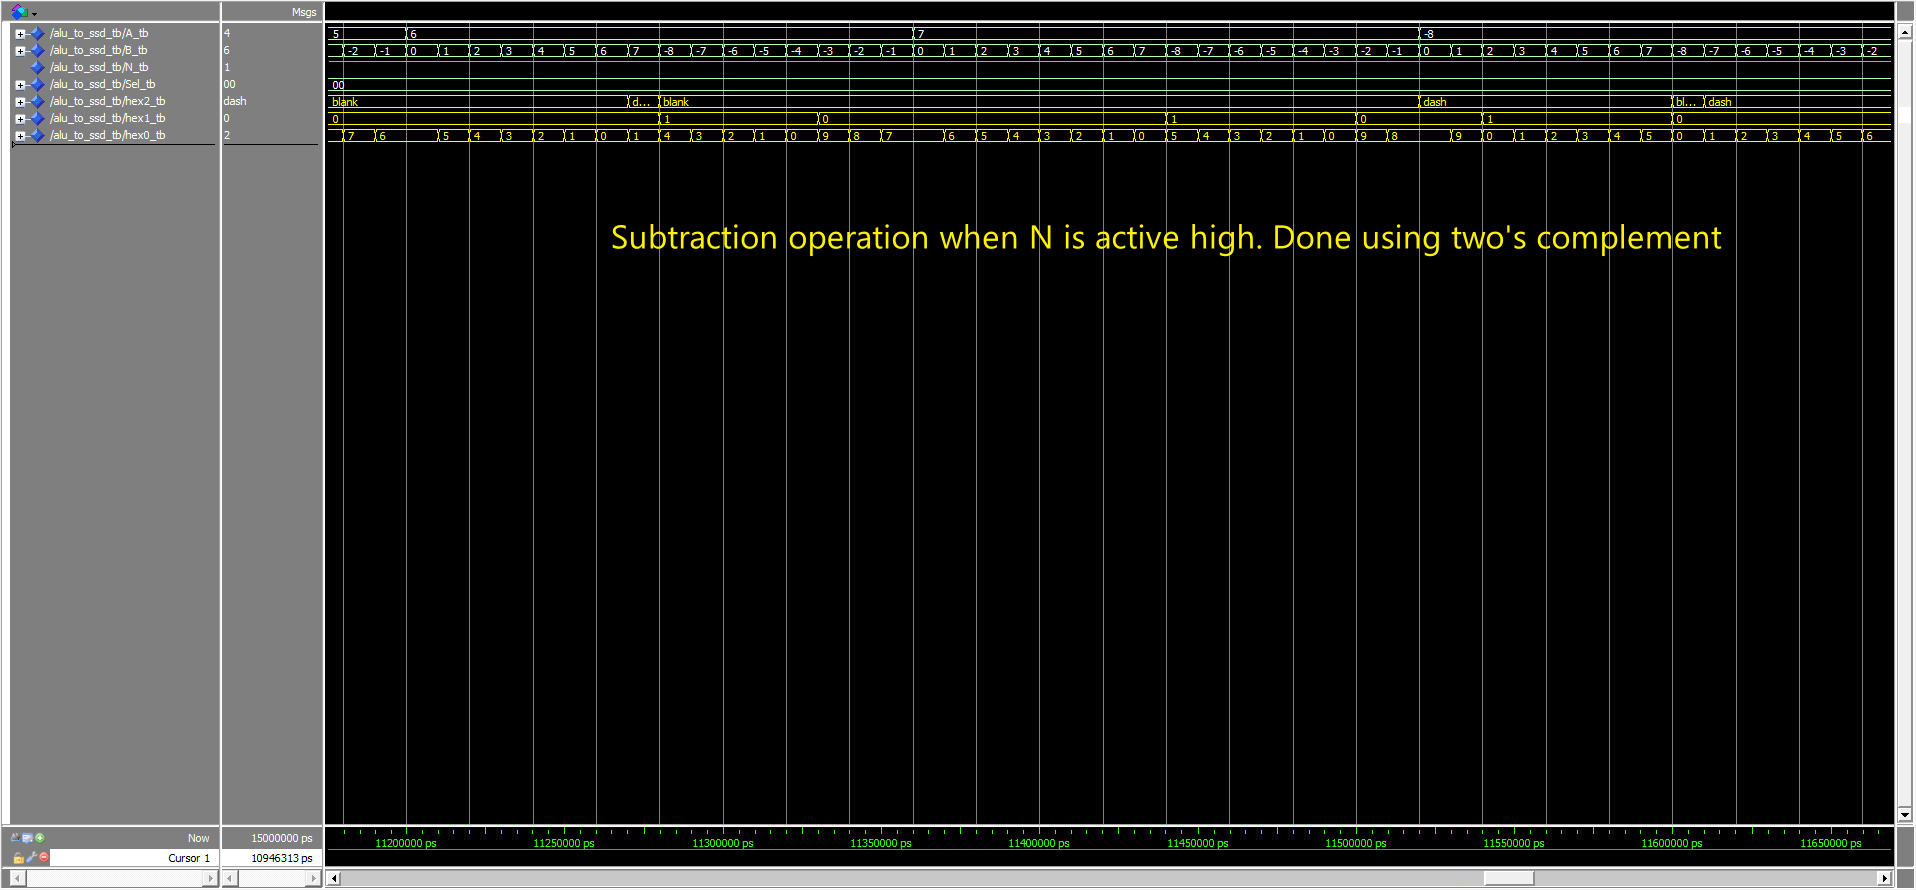 Msgs
/alu_to_ssd_tb/A_tb 4 5 6 7 -8
/alu_to_ssd_tb/B_tb 6 -2 -1 0 1 2 3 4 5 6 7 -8 -7 -6 -5 -4 -3 -2 -1 0 1 2 3 4 5 6 7 -8 -7 -6 -5 -4 -3 -2 -1 0 1 2 3 4 5 6 7 -8 -7 -6 -5 -4 -3 -2
/alu_to_ssd_tb/N_tb 1
/alu_to_ssd_tb/Sel_tb 00 00
/alu_to_ssd_tb/hex2_tb dash blank d... blank dash bl... dash
/alu_to_ssd_tb/hex1_tb 0 0 1 0 1 0 1 0
/alu_to_ssd_tb/hex0_tb 2 7 6 5 4 3 2 1 0 1 4 3 2 1 0 9 8 7 6 5 4 3 2 1 0 5 4 3 2 1 0 9 8 9 0 1 2 3 4 5 0 1 2 3 4 5 6
Subtraction operation when N is active high. Done using two's complement
Now 15000000 ps 11200000 ps 11250000 ps 11300000 ps 11350000 ps 11400000 ps 11450000 ps 11500000 ps 11550000 ps 11600000 ps 11650000 ps
Cursor 1 10946313 ps